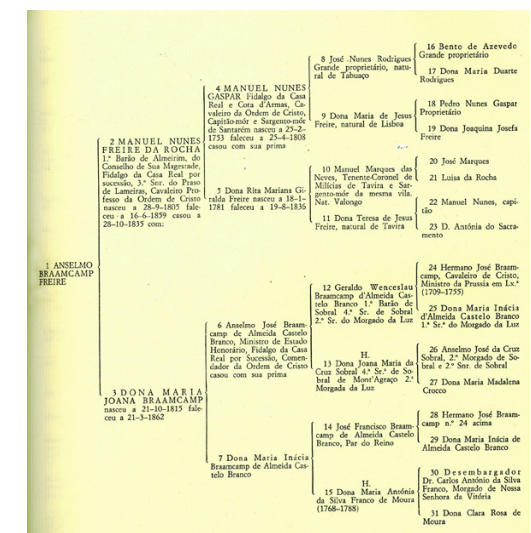 1 ANSELMO
BRAAMCAMP
FREIRE
2 MANUEL NUNES
FREIRE DA ROCHA
1.º Barão de Almeirim, do
Conselho de Sua Magestade,
Fidalgo da Casa Real por
sucessão, 3.º Snr. do Praso
de Lameiras, Cavaleiro Pro-
fesso da Ordem de Cristo
nasceu a 28-9-1805 fale-
ceu a 16-6-1859 casou a
28-10-1835 com:
3 DONA MARIA
JOANA BRAAMCAMP
nasceu a 21-10-1815 fale-
ceu a 21-3-1862
4 MANUEL NUNES
GASPAR Fidalgo da Casa
Real e Cota d'Armas, Ca-
valeiro da Ordem de Cristo,
Capitão-mór e Sargento-mór
de Santarém nasceu a 25-2-
1753 faleceu a 25-4-1808
casou com sua prima
5 Dona Rita Mariana Gi-
ralda Freire nasceu a 18-1-
1781 faleceu a 19-8-1836
6 Anselmo José Braam-
camp de Almeida Castelo
Branco, Ministro de Estado
Honorário, Fidalgo da Casa
Real por Sucessão, Comen-
dador da Ordem de Cristo
casou com sua prima
7 Dona Maria Inácia
Braamcamp de Almeida Cas-
telo Branco
8 José Nunes Rodrigues
Grande proprietário, natu-
ral de Tabuaço
9 Dona Maria de Jesus
Freire, natural de Lisboa
10 Manuel Marques das
Neves, Tenente-Coronel de
Milícias de Tavira e Sar-
gento-mór da mesma vila.
Nat. Valongo
11 Dona Teresa de Jesus
Freire, natural de Tavira
12 Geraldo Wenceslau
Braamcamp d'Almeida Cas-
telo Branco 1.º Barão de
Sobral 4.º Sr. de Sobral
2.º Sr. do Morgado da Luz
H.
13 Dona Joana Maria da
Cruz Sobral 4.ª Sr.ª de So-
bral de Mont'Agraço 2.ª
Morgada da Luz
14 José Francisco Braam-
camp de Almeida Castelo
Branco, Par do Reino
H.
15 Dona Maria Antónia
da Silva Franco de Moura
(1768-1788)
16 Bento de Azevedo
Grande proprietário
17 Dona Maria Duarte
Rodrigues
18 Pedro Nunes Gaspar
Proprietário
19 Dona Joaquina Josefa
Freire
20 José Marques
21 Luisa da Rocha
22 Manuel Nunes, capi-
tão
23 D. Antónia do Sacra-
mento
24 Hermano José Braam-
camp, Cavaleiro de Cristo,
Ministro da Prussia em Lx.ª
(1709-1755)
25 Dona Maria Inácia
d'Almeida Castelo Branco
1.ª Sr.ª do Morgado da Luz
26 Anselmo José da Cruz
Sobral, 2.º Morgado de So-
bral e 2.º Snr. de Sobral
27 Dona Maria Madalena
Crocco
28 Hermano José Braam-
camp n.º 24 acima
29 Dona Maria Inácia de
Almeida Castelo Branco
30 Desembargador
Dr. Carlos António da Silva
Franco, Morgado de Nossa
Senhora da Vitória
31 Dona Clara Rosa de
Moura